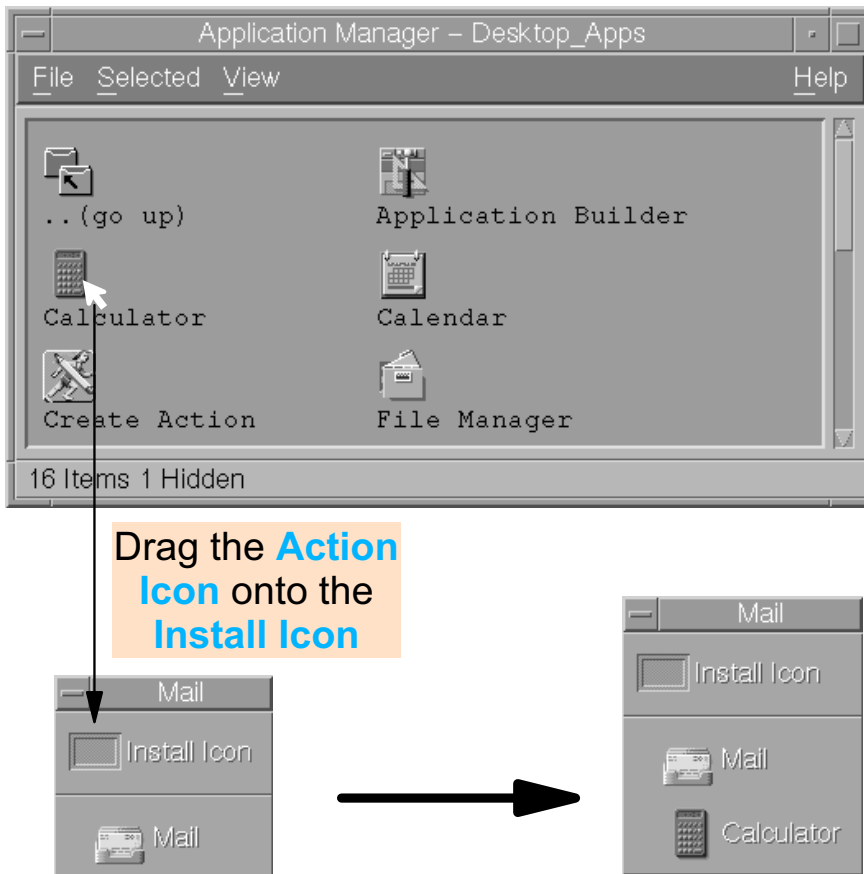 Application Manager – Desktop_Apps
File Selected View Help
..(go up) Application Builder
Calculator Calendar
Create Action File Manager
16 Items 1 Hidden
Drag the Action
Icon onto the
Install Icon
Mail
Install Icon
Mail
Mail
Install Icon
Mail
Calculator